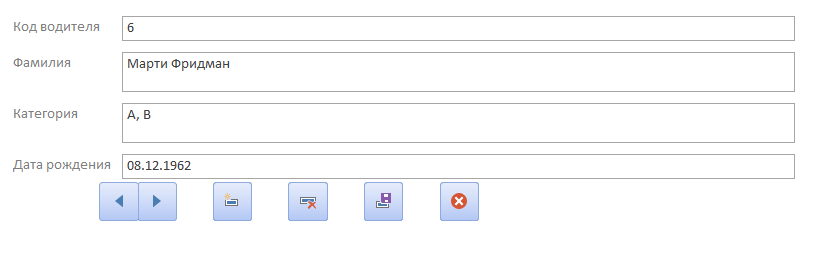 Код водителя 6
Фамилия Марти Фридман
Категория А, В
Дата рождения 08.12.1962